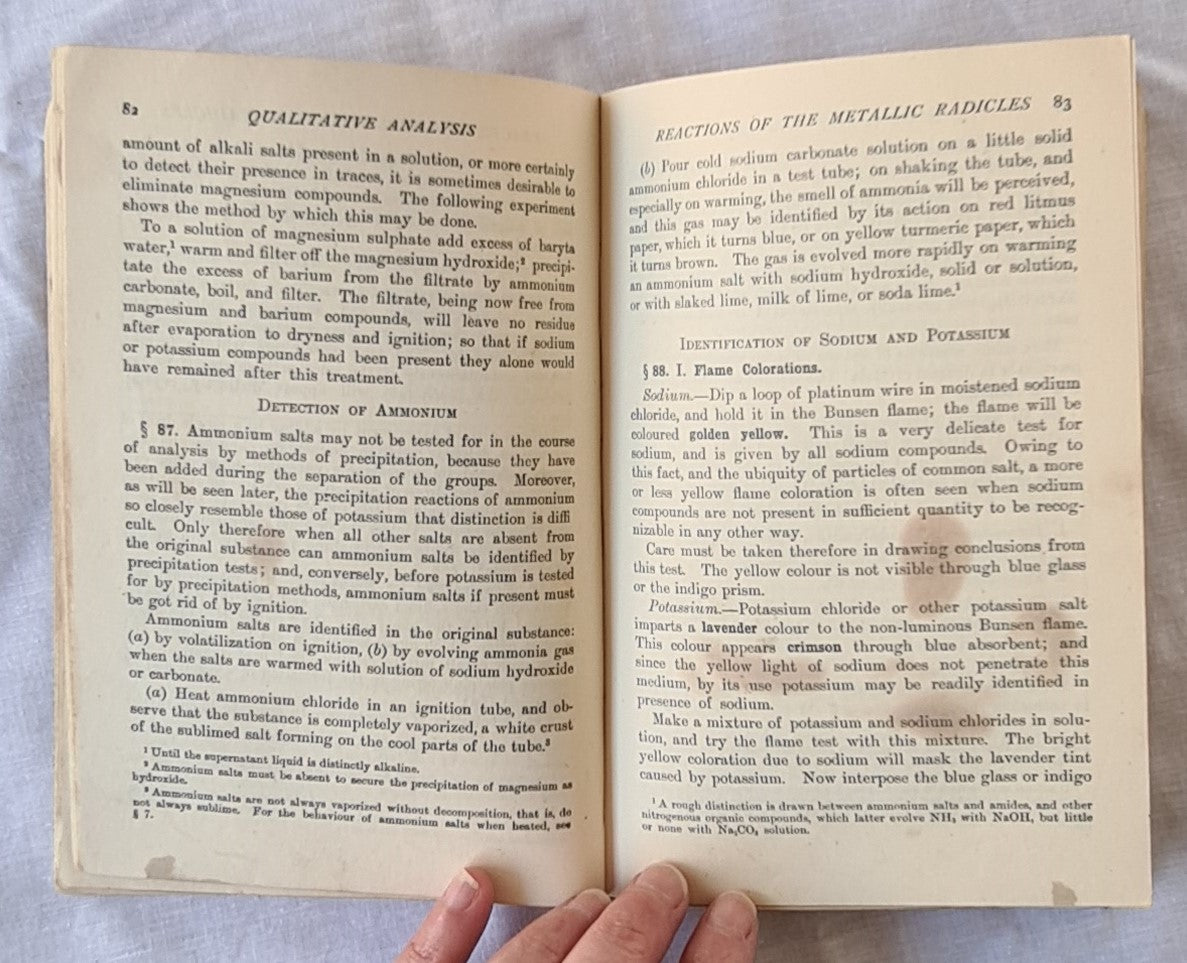 82
QUALITATIVE ANALYSIS
amount of alkali salts present in a solution, or more certainly
to detect their presence in traces, it is sometimes desirable to
eliminate magnesium compounds. The following experiment
shows the method by which this may be done.
To a solution of magnesium sulphate add excess of baryta
water,¹ warm and filter off the magnesium hydroxide;² precipi-
tate the excess of barium from the filtrate by ammonium
carbonate, boil, and filter. The filtrate, being now free from
magnesium and barium compounds, will leave no residue
after evaporation to dryness and ignition; so that if sodium
or potassium compounds had been present they alone would
have remained after this treatment.
DETECTION OF AMMONIUM
§ 87. Ammonium salts may not be tested for in the course
of analysis by methods of precipitation, because they have
been added during the separation of the groups. Moreover,
as will be seen later, the precipitation reactions of ammonium
so closely resemble those of potassium that distinction is diffi
cult. Only therefore when all other salts are absent from
the original substance can ammonium salts be identified by
precipitation tests; and, conversely, before potassium is tested
for by precipitation methods, ammonium salts if present must
be got rid of by ignition.
Ammonium salts are identified in the original substance:
(a) by volatilization on ignition, (b) by evolving ammonia gas
when the salts are warmed with solution of sodium hydroxide
or carbonate.
(a) Heat ammonium chloride in an ignition tube, and ob-
serve that the substance is completely vaporized, a white crust
of the sublimed salt forming on the cool parts of the tube.³
¹ Until the supernatant liquid is distinctly alkaline.
² Ammonium salts must be absent to secure the precipitation of magnesium as
hydroxide.
³ Ammonium salts are not always vaporized without decomposition, that is, do
not always sublime. For the behaviour of ammonium salts when heated, see
§ 7.
REACTIONS OF THE METALLIC RADICLES 83
(b) Pour cold sodium carbonate solution on a little solid
ammonium chloride in a test tube; on shaking the tube, and
especially on warming, the smell of ammonia will be perceived,
and this gas may be identified by its action on red litmus
paper, which it turns blue, or on yellow turmeric paper, which
it turns brown. The gas is evolved more rapidly on warming
an ammonium salt with sodium hydroxide, solid or solution,
or with slaked lime, milk of lime, or soda lime.¹
IDENTIFICATION OF SODIUM AND POTASSIUM
§ 88. I. Flame Colorations.
Sodium.—Dip a loop of platinum wire in moistened sodium
chloride, and hold it in the Bunsen flame; the flame will be
coloured golden yellow. This is a very delicate test for
sodium, and is given by all sodium compounds. Owing to
this fact, and the ubiquity of particles of common salt, a more
or less yellow flame coloration is often seen when sodium
compounds are not present in sufficient quantity to be recog-
nizable in any other way.
Care must be taken therefore in drawing conclusions from
this test. The yellow colour is not visible through blue glass
or the indigo prism.
Potassium.—Potassium chloride or other potassium salt
imparts a lavender colour to the non-luminous Bunsen flame.
This colour appears crimson through blue absorbent; and
since the yellow light of sodium does not penetrate this
medium, by its use potassium may be readily identified in
presence of sodium.
Make a mixture of potassium and sodium chlorides in solu-
tion, and try the flame test with this mixture. The bright
yellow coloration due to sodium will mask the lavender tint
caused by potassium. Now interpose the blue glass or indigo
¹ A rough distinction is drawn between ammonium salts and amides, and other
nitrogenous organic compounds, which latter evolve NH₃ with NaOH, but little
or none with Na₂CO₃ solution.